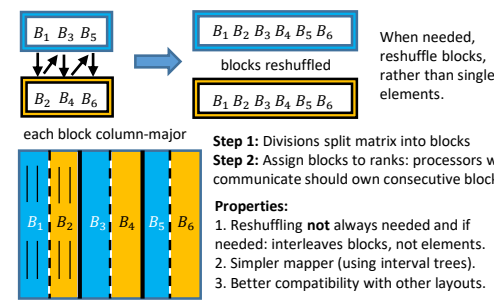 B1 B3 B5
B2 B4 B6
B1 B2 B3 B4 B5 B6
blocks reshuffled
B1 B2 B3 B4 B5 B6
When needed,
reshuffle blocks,
rather than single
elements.
each block column-major
B1 B2 B3 B4 B5 B6
Step 1: Divisions split matrix into blocks
Step 2: Assign blocks to ranks: processors
communicate should own consecutive
Properties:
1. Reshuffling not always needed and if
needed: interleaves blocks, not elements.
2. Simpler mapper (using interval trees).
3. Better compatibility with other layouts.